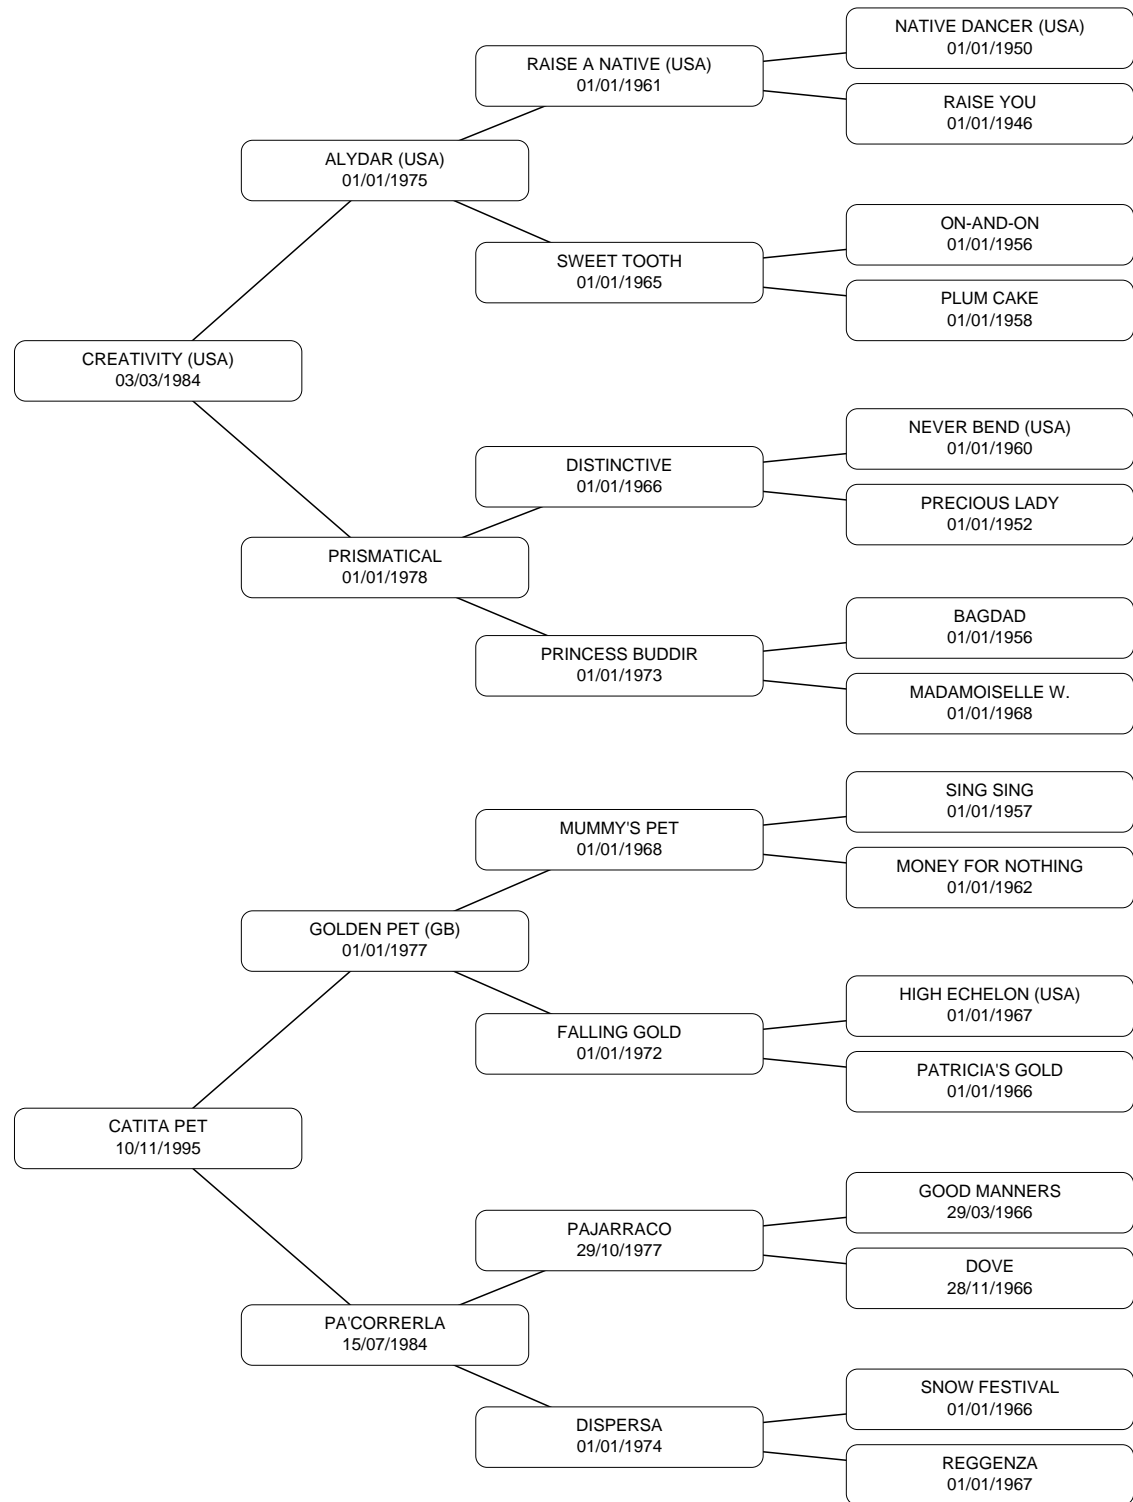 NATIVE DANCER (USA)
01/01/1950
RAISE A NATIVE (USA)
01/01/1961
RAISE YOU
01/01/1946
ALYDAR (USA)
01/01/1975
ON-AND-ON
01/01/1956
SWEET TOOTH
01/01/1965
PLUM CAKE
01/01/1958
CREATIVITY (USA)
03/03/1984
NEVER BEND (USA)
01/01/1960
DISTINCTIVE
01/01/1966
PRECIOUS LADY
01/01/1952
PRISMATICAL
01/01/1978
BAGDAD
01/01/1956
PRINCESS BUDDIR
01/01/1973
MADAMOISELLE W.
01/01/1968
SING SING
01/01/1957
MUMMY'S PET
01/01/1968
MONEY FOR NOTHING
01/01/1962
GOLDEN PET (GB)
01/01/1977
HIGH ECHELON (USA)
01/01/1967
FALLING GOLD
01/01/1972
PATRICIA'S GOLD
01/01/1966
CATITA PET
10/11/1995
GOOD MANNERS
29/03/1966
PAJARRACO
29/10/1977
DOVE
28/11/1966
PA'CORRERLA
15/07/1984
SNOW FESTIVAL
01/01/1966
DISPERSA
01/01/1974
REGGENZA
01/01/1967